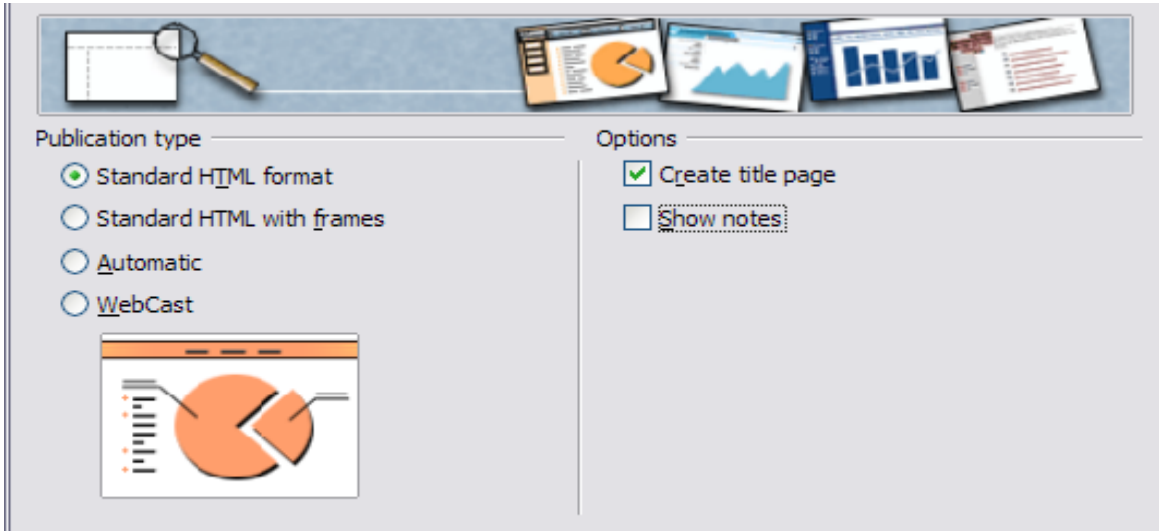 Publication type
Standard HTML format
Standard HTML with frames
Automatic
WebCast
Options
Create title page
Show notes